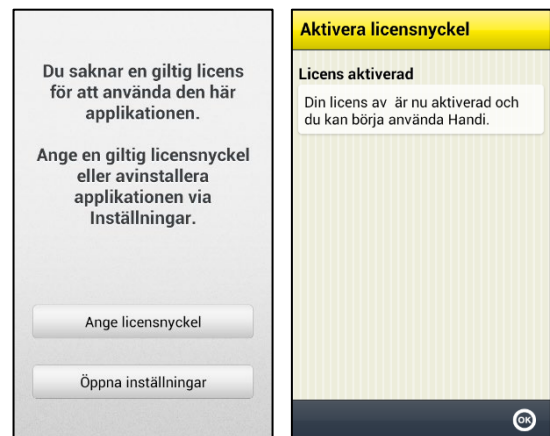 Du saknar en giltig licens
för att använda den här
applikationen.
Ange en giltig licensnyckel
eller avinstallera
applikationen via
Inställningar.
Ange licensnyckel
Öppna inställningar
Aktivera licensnyckel
Licens aktiverad
Din licens av  är nu aktiverad och
du kan börja använda Handi.
OK